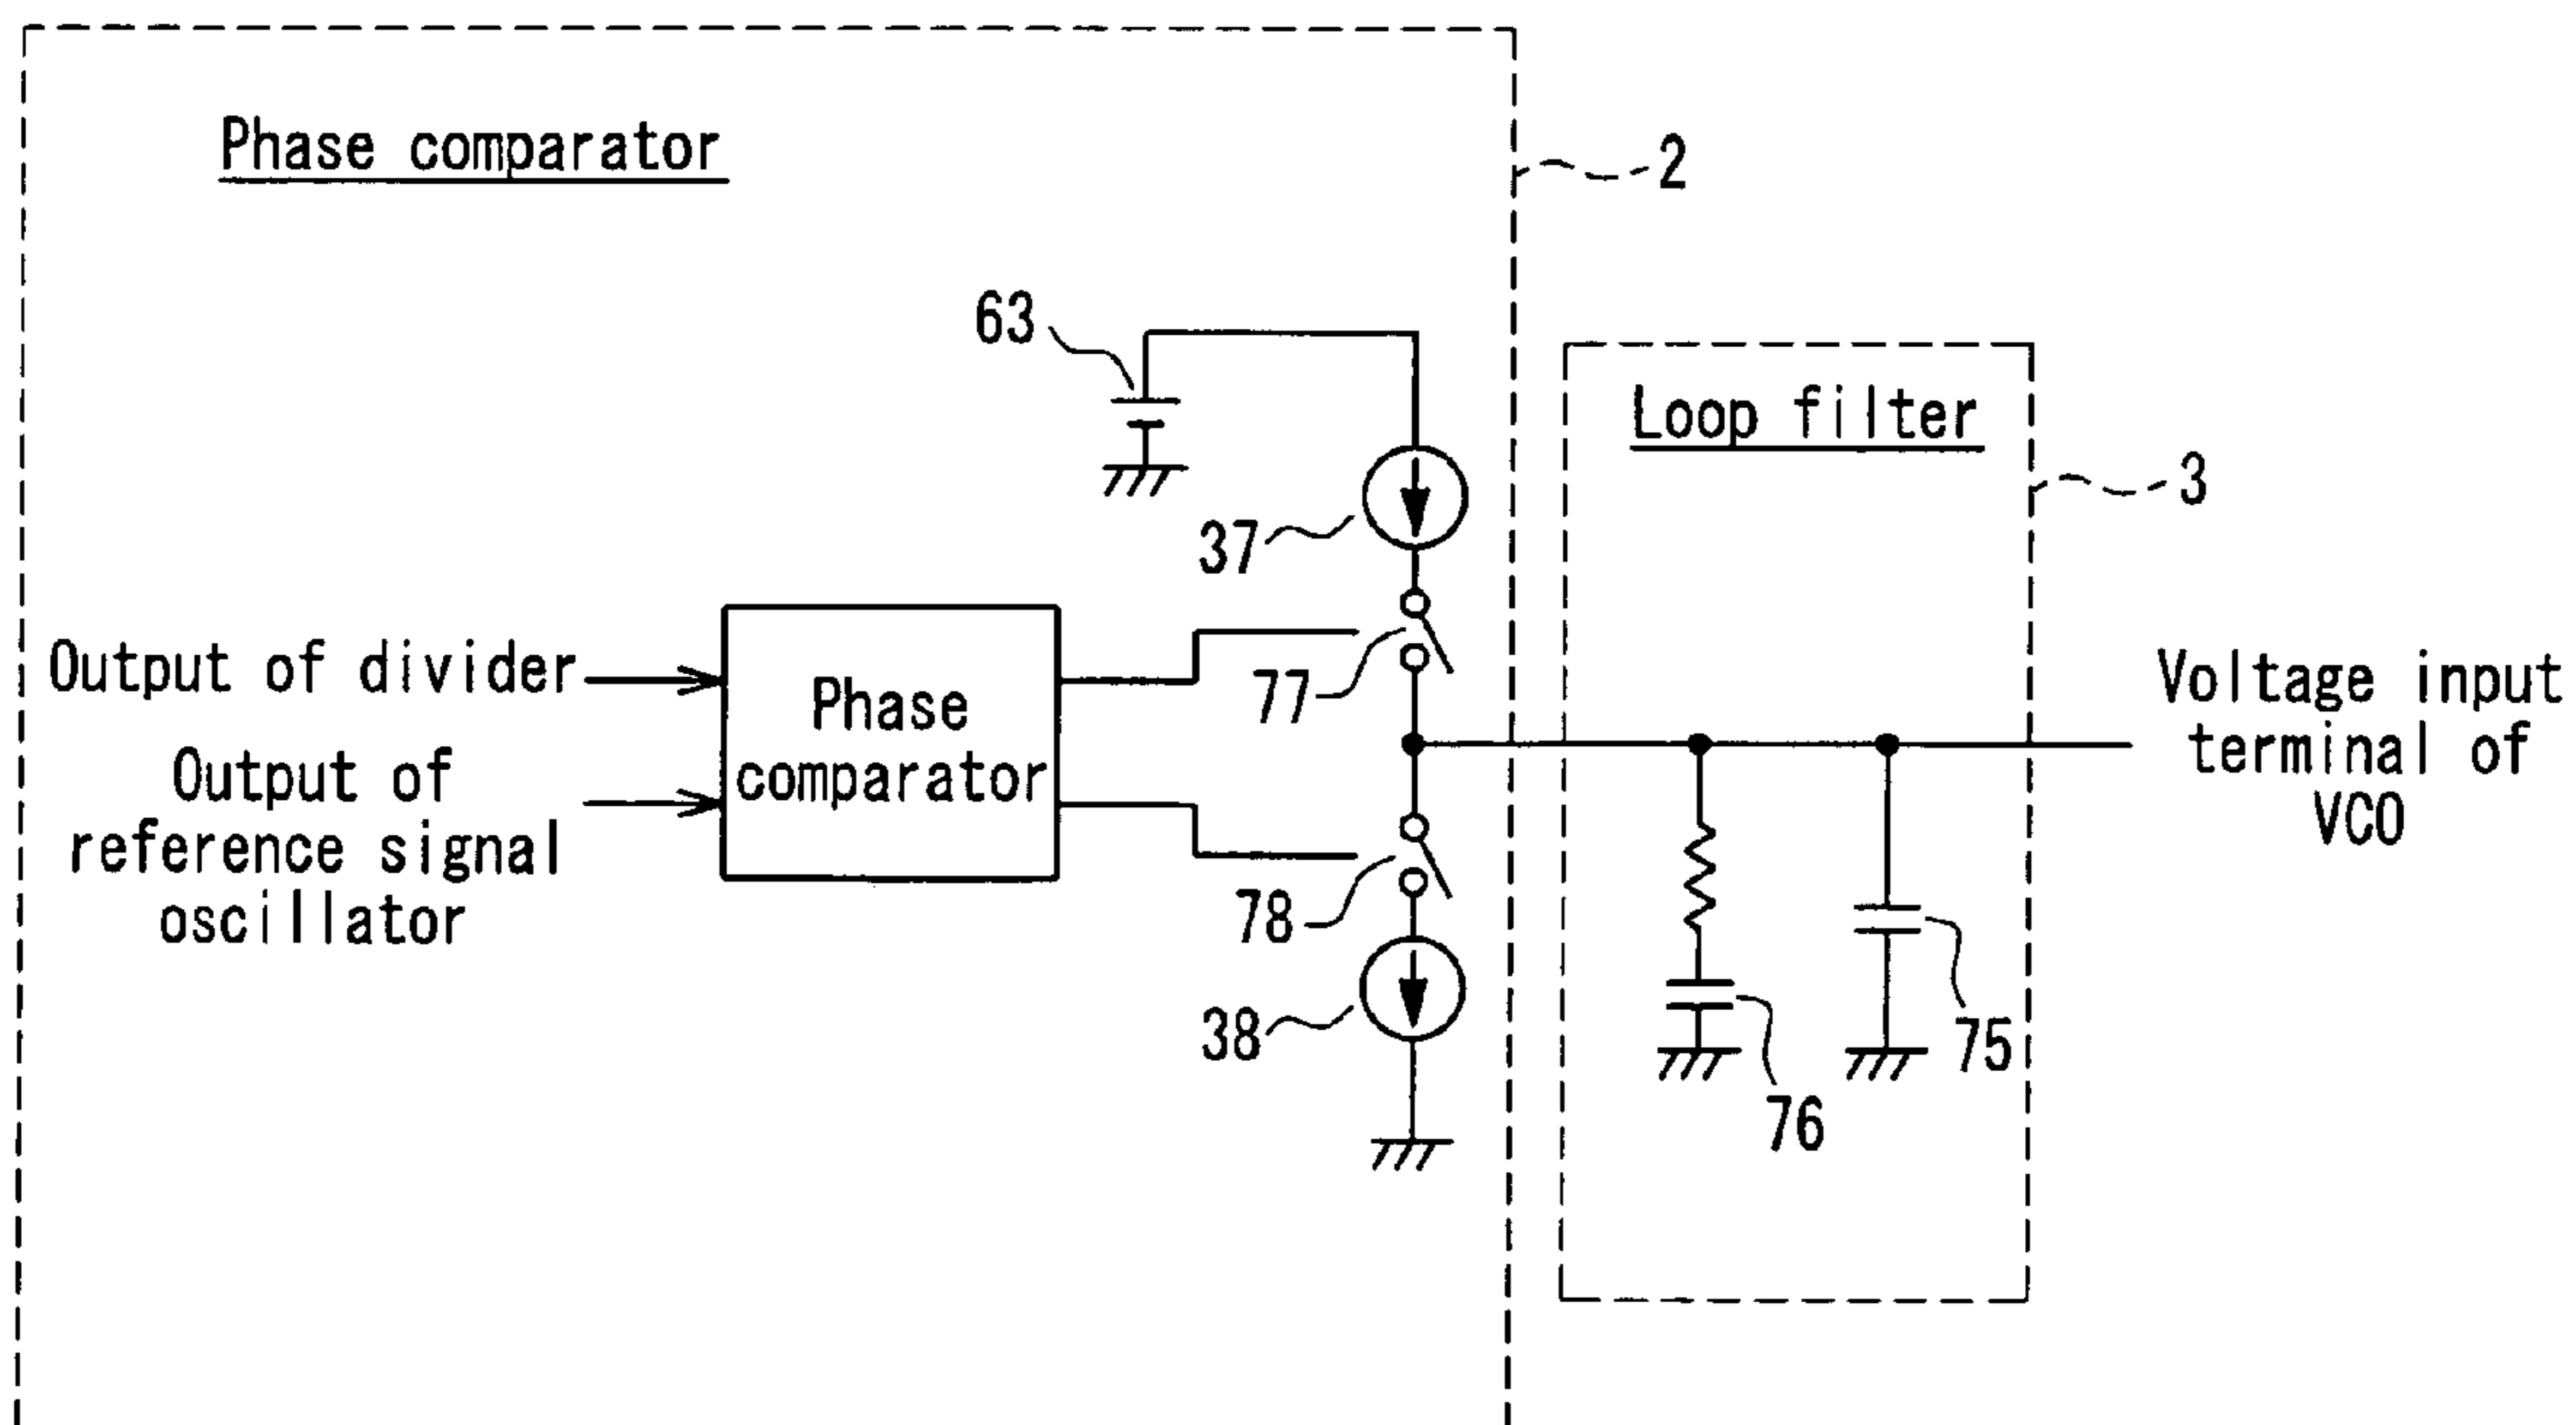 Phase comparator
2
63
Loop filter
3
37
Output of divider
77
Phase
comparator
Output of
reference signal
oscillator
Voltage input
terminal of
VCO
78
38
75
76